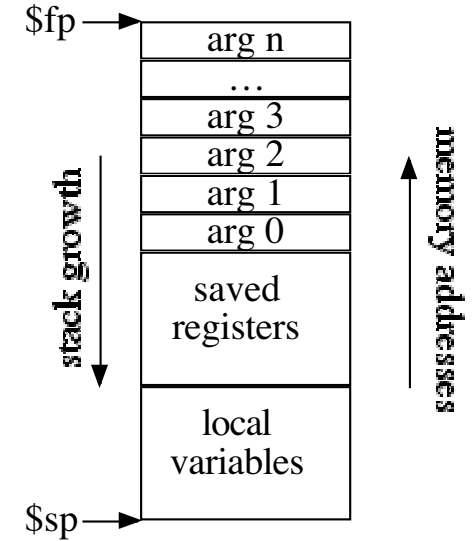 $fp
arg n
…
arg 3
arg 2
arg 1
arg 0
saved
registers
local
variables
$sp
stack growth
memory addresses